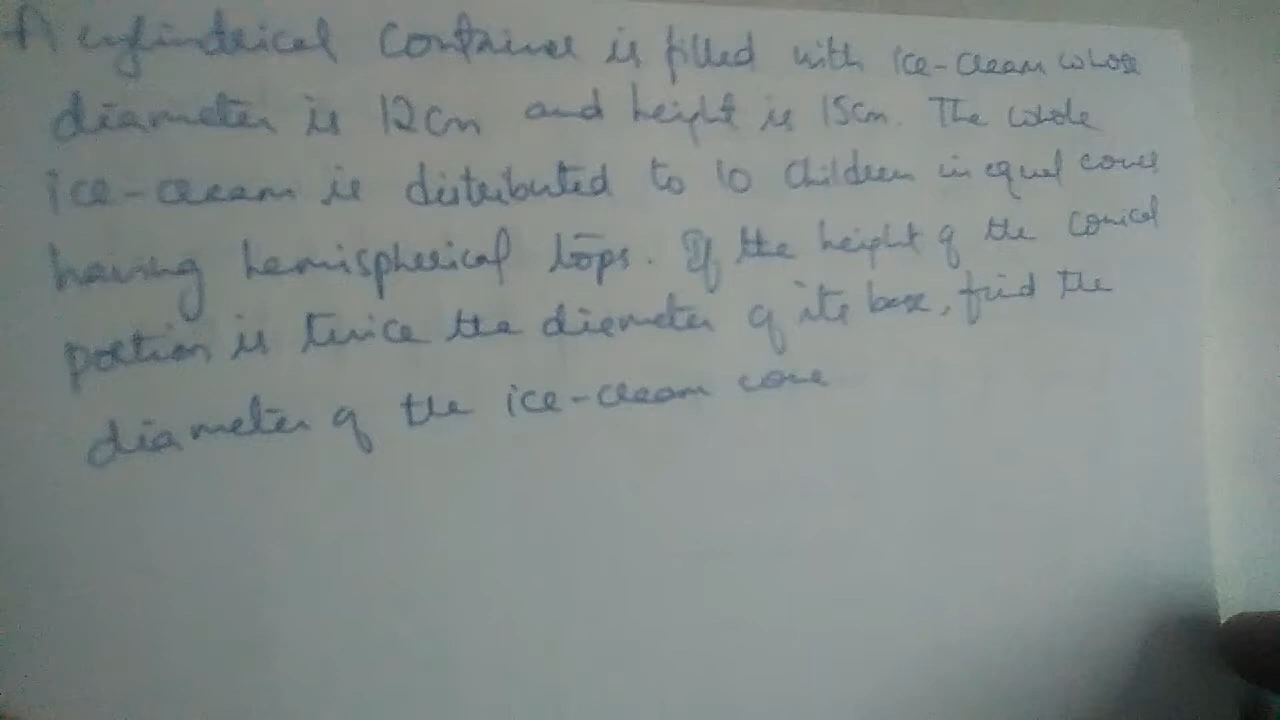 A cylindrical container is filled with ice-cream whose
diameter is 12cm and height is 15cm. The whole
ice-cream is distributed to 10 children in equal cones
having hemispherical tops. If the height of the conical
portion is twice the diameter of its base, find the
diameter of the ice-cream cone